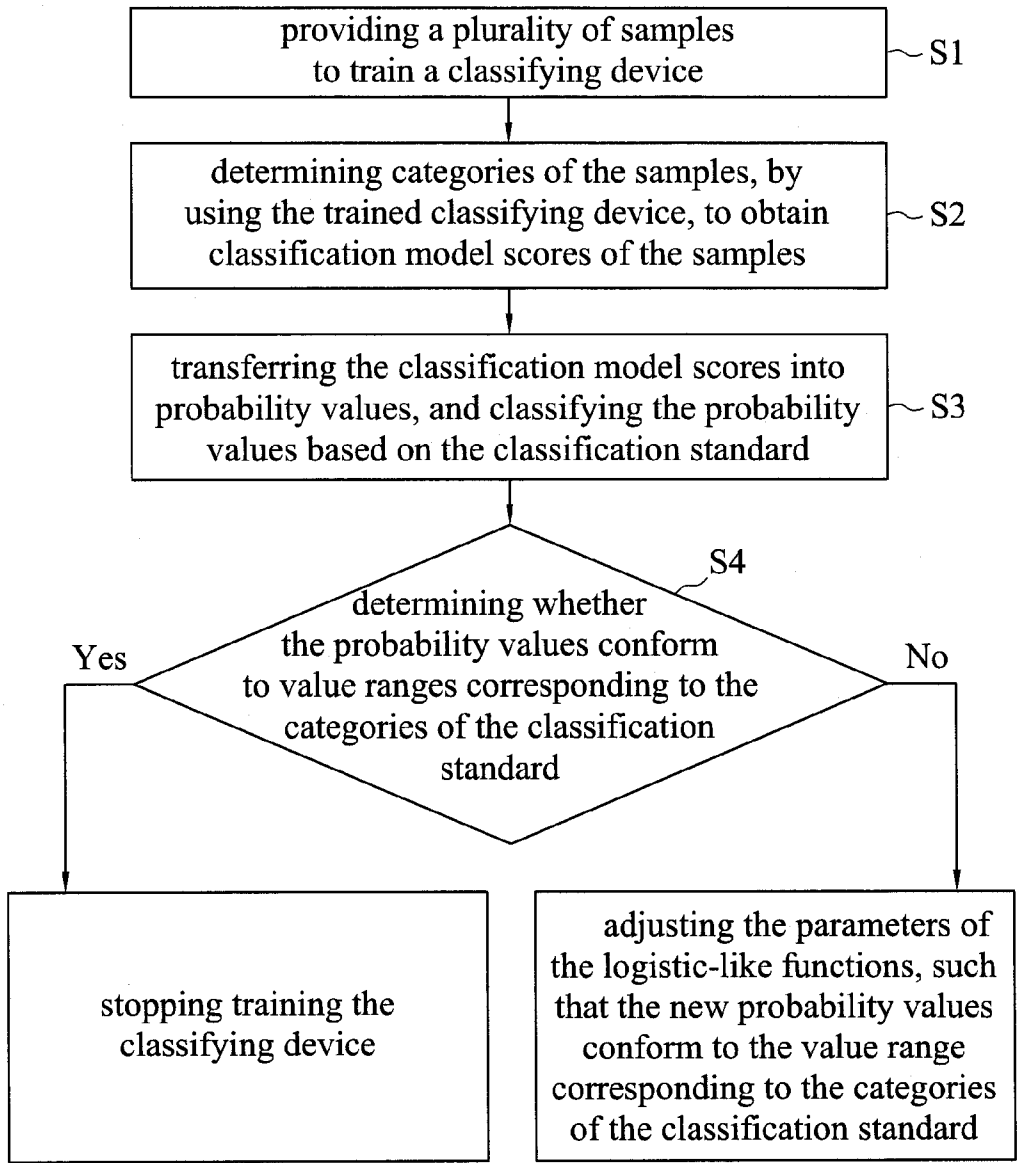 providing a plurality of samples
to train a classifying device
S1
determining categories of the samples, by
using the trained classifying device, to obtain
classification model scores of the samples
S2
transferring the classification model scores into
probability values, and classifying the probability
values based on the classification standard
S3
S4
determining whether
the probability values conform
to value ranges corresponding to the
categories of the classification
standard
Yes
No
stopping training the
classifying device
adjusting the parameters of
the logistic-like functions, such
that the new probability values
conform to the value range
corresponding to the categories
of the classification standard